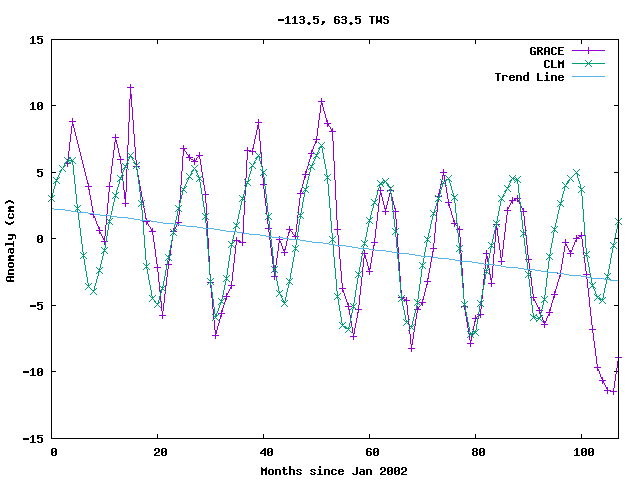 -113.5, 63.5 TWS
GRACE
CLM
Trend Line
15
10
5
0
-5
-10
-15
Anomaly (cm)
0 20 40 60 80 100
Months since Jan 2002